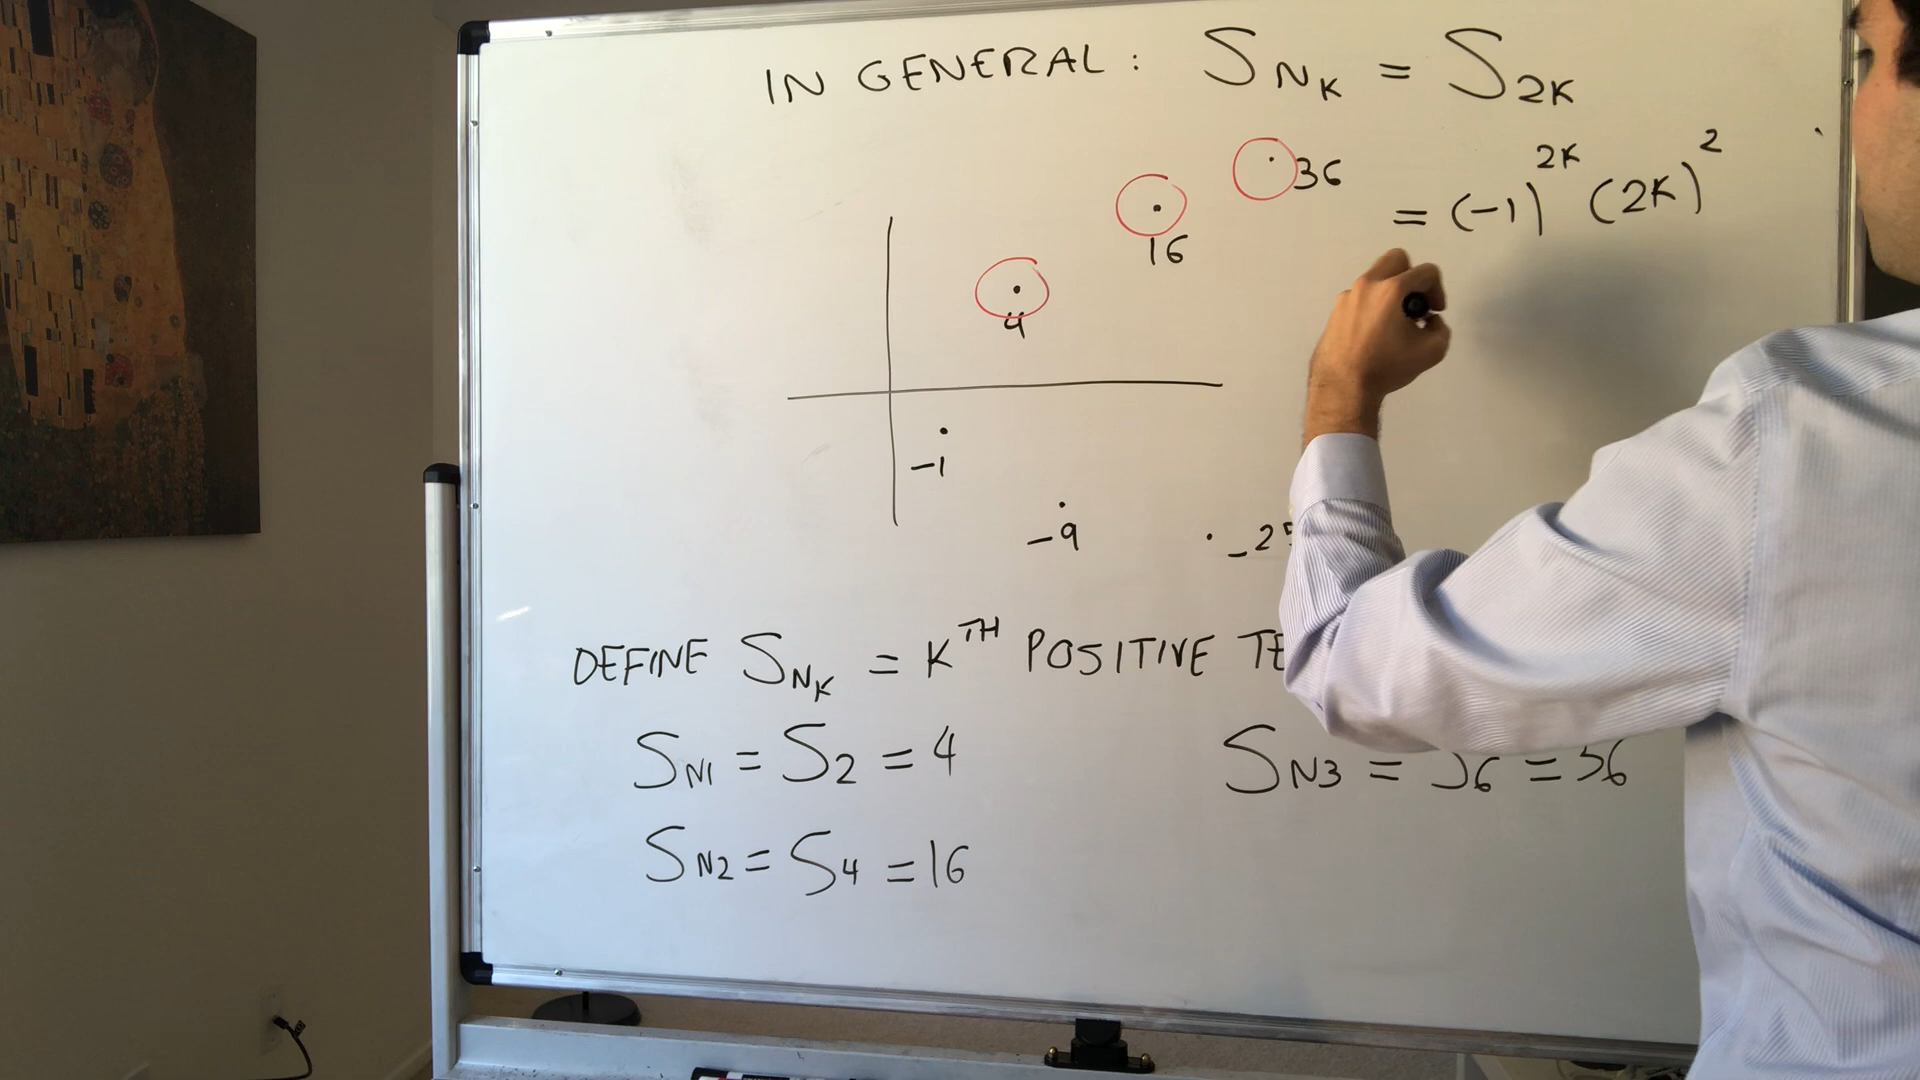 IN GENERAL: S_{N_K} = S_{2K}
= (-1)^{2K} (2K)^2
36
16
4
-1
-9
DEFINE S_{N_K} = K^{TH} POSITIVE
S_{N1} = S_2 = 4
S_{N3} = S_6 = 36
S_{N2} = S_4 = 16